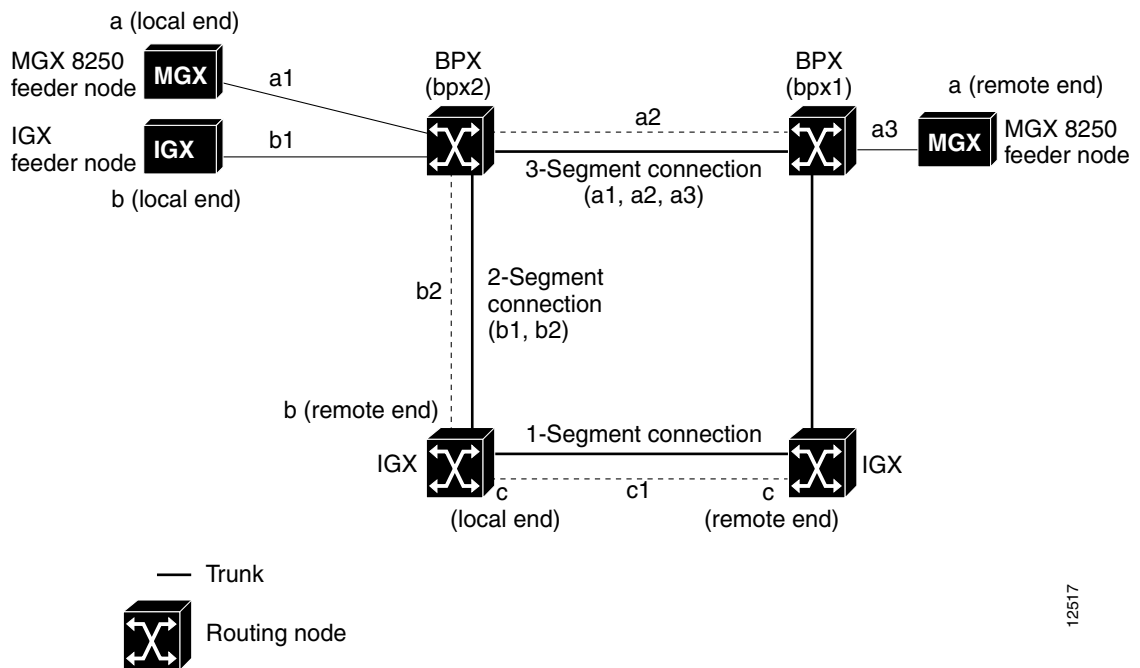 a (local end)
MGX 8250
feeder node
MGX
a1
BPX
(bpx2)
BPX
(bpx1)
a (remote end)
a2
a3
MGX
MGX 8250
feeder node
IGX
feeder node
IGX
b1
b (local end)
3-Segment connection
(a1, a2, a3)
b2
2-Segment
connection
(b1, b2)
b (remote end)
IGX
1-Segment connection
IGX
c
(local end)
c1
c
(remote end)
Trunk
Routing node
12517